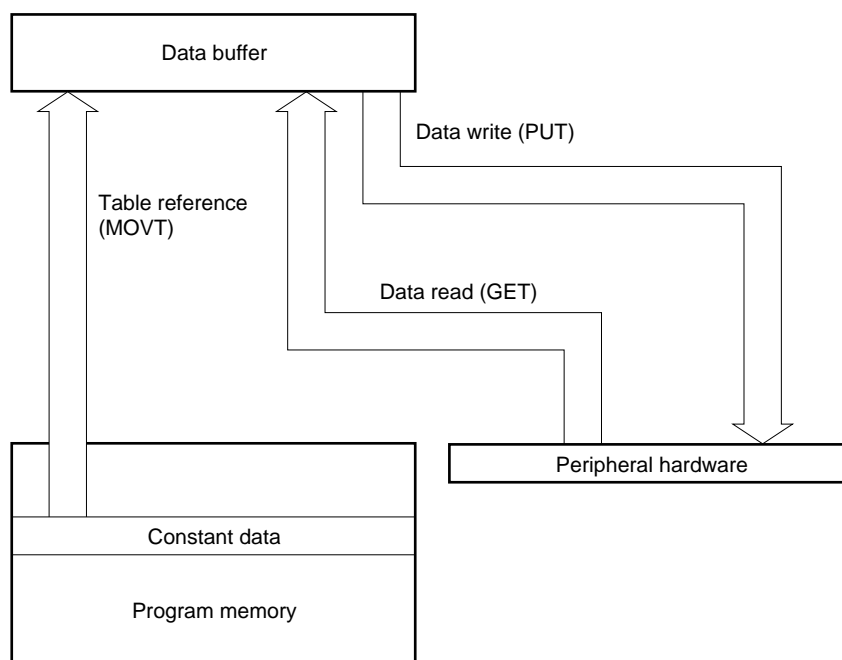 Data buffer
Data write (PUT)
Table reference
(MOVT)
Data read (GET)
Peripheral hardware
Constant data
Program memory